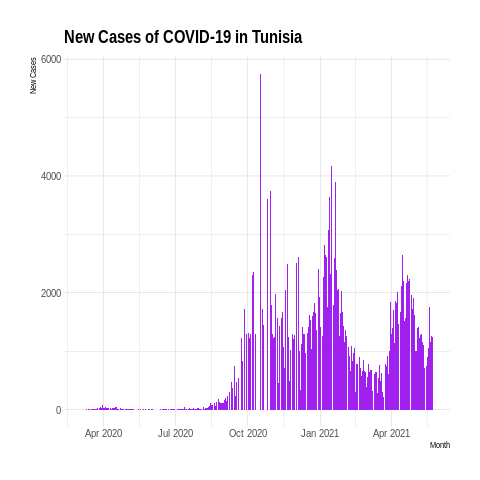 New Cases of COVID-19 in Tunisia
New Cases
6000
4000
2000
0
Apr 2020 Jul 2020 Oct 2020 Jan 2021 Apr 2021
Month